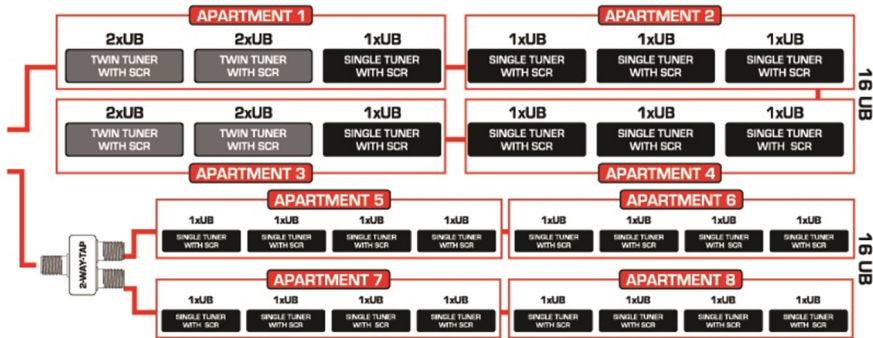 APARTMENT 1
APARTMENT 2
2xUB 2xUB 1xUB 1xUB 1xUB 1xUB
TWIN TUNER WITH SCR
TWIN TUNER WITH SCR
SINGLE TUNER WITH SCR
SINGLE TUNER WITH SCR
SINGLE TUNER WITH SCR
SINGLE TUNER WITH SCR
16 UB
2xUB 2xUB 1xUB 1xUB 1xUB 1xUB
TWIN TUNER WITH SCR
TWIN TUNER WITH SCR
SINGLE TUNER WITH SCR
SINGLE TUNER WITH SCR
SINGLE TUNER WITH SCR
SINGLE TUNER WITH SCR
APARTMENT 3
APARTMENT 4
APARTMENT 5
APARTMENT 6
1xUB 1xUB 1xUB 1xUB 1xUB 1xUB 1xUB 1xUB
SINGLE TUNER WITH SCR
SINGLE TUNER WITH SCR
SINGLE TUNER WITH SCR
SINGLE TUNER WITH SCR
SINGLE TUNER WITH SCR
SINGLE TUNER WITH SCR
SINGLE TUNER WITH SCR
SINGLE TUNER WITH SCR
16 UB
2-WAY-TAP
APARTMENT 7
APARTMENT 8
1xUB 1xUB 1xUB 1xUB 1xUB 1xUB 1xUB 1xUB
SINGLE TUNER WITH SCR
SINGLE TUNER WITH SCR
SINGLE TUNER WITH SCR
SINGLE TUNER WITH SCR
SINGLE TUNER WITH SCR
SINGLE TUNER WITH SCR
SINGLE TUNER WITH SCR
SINGLE TUNER WITH SCR